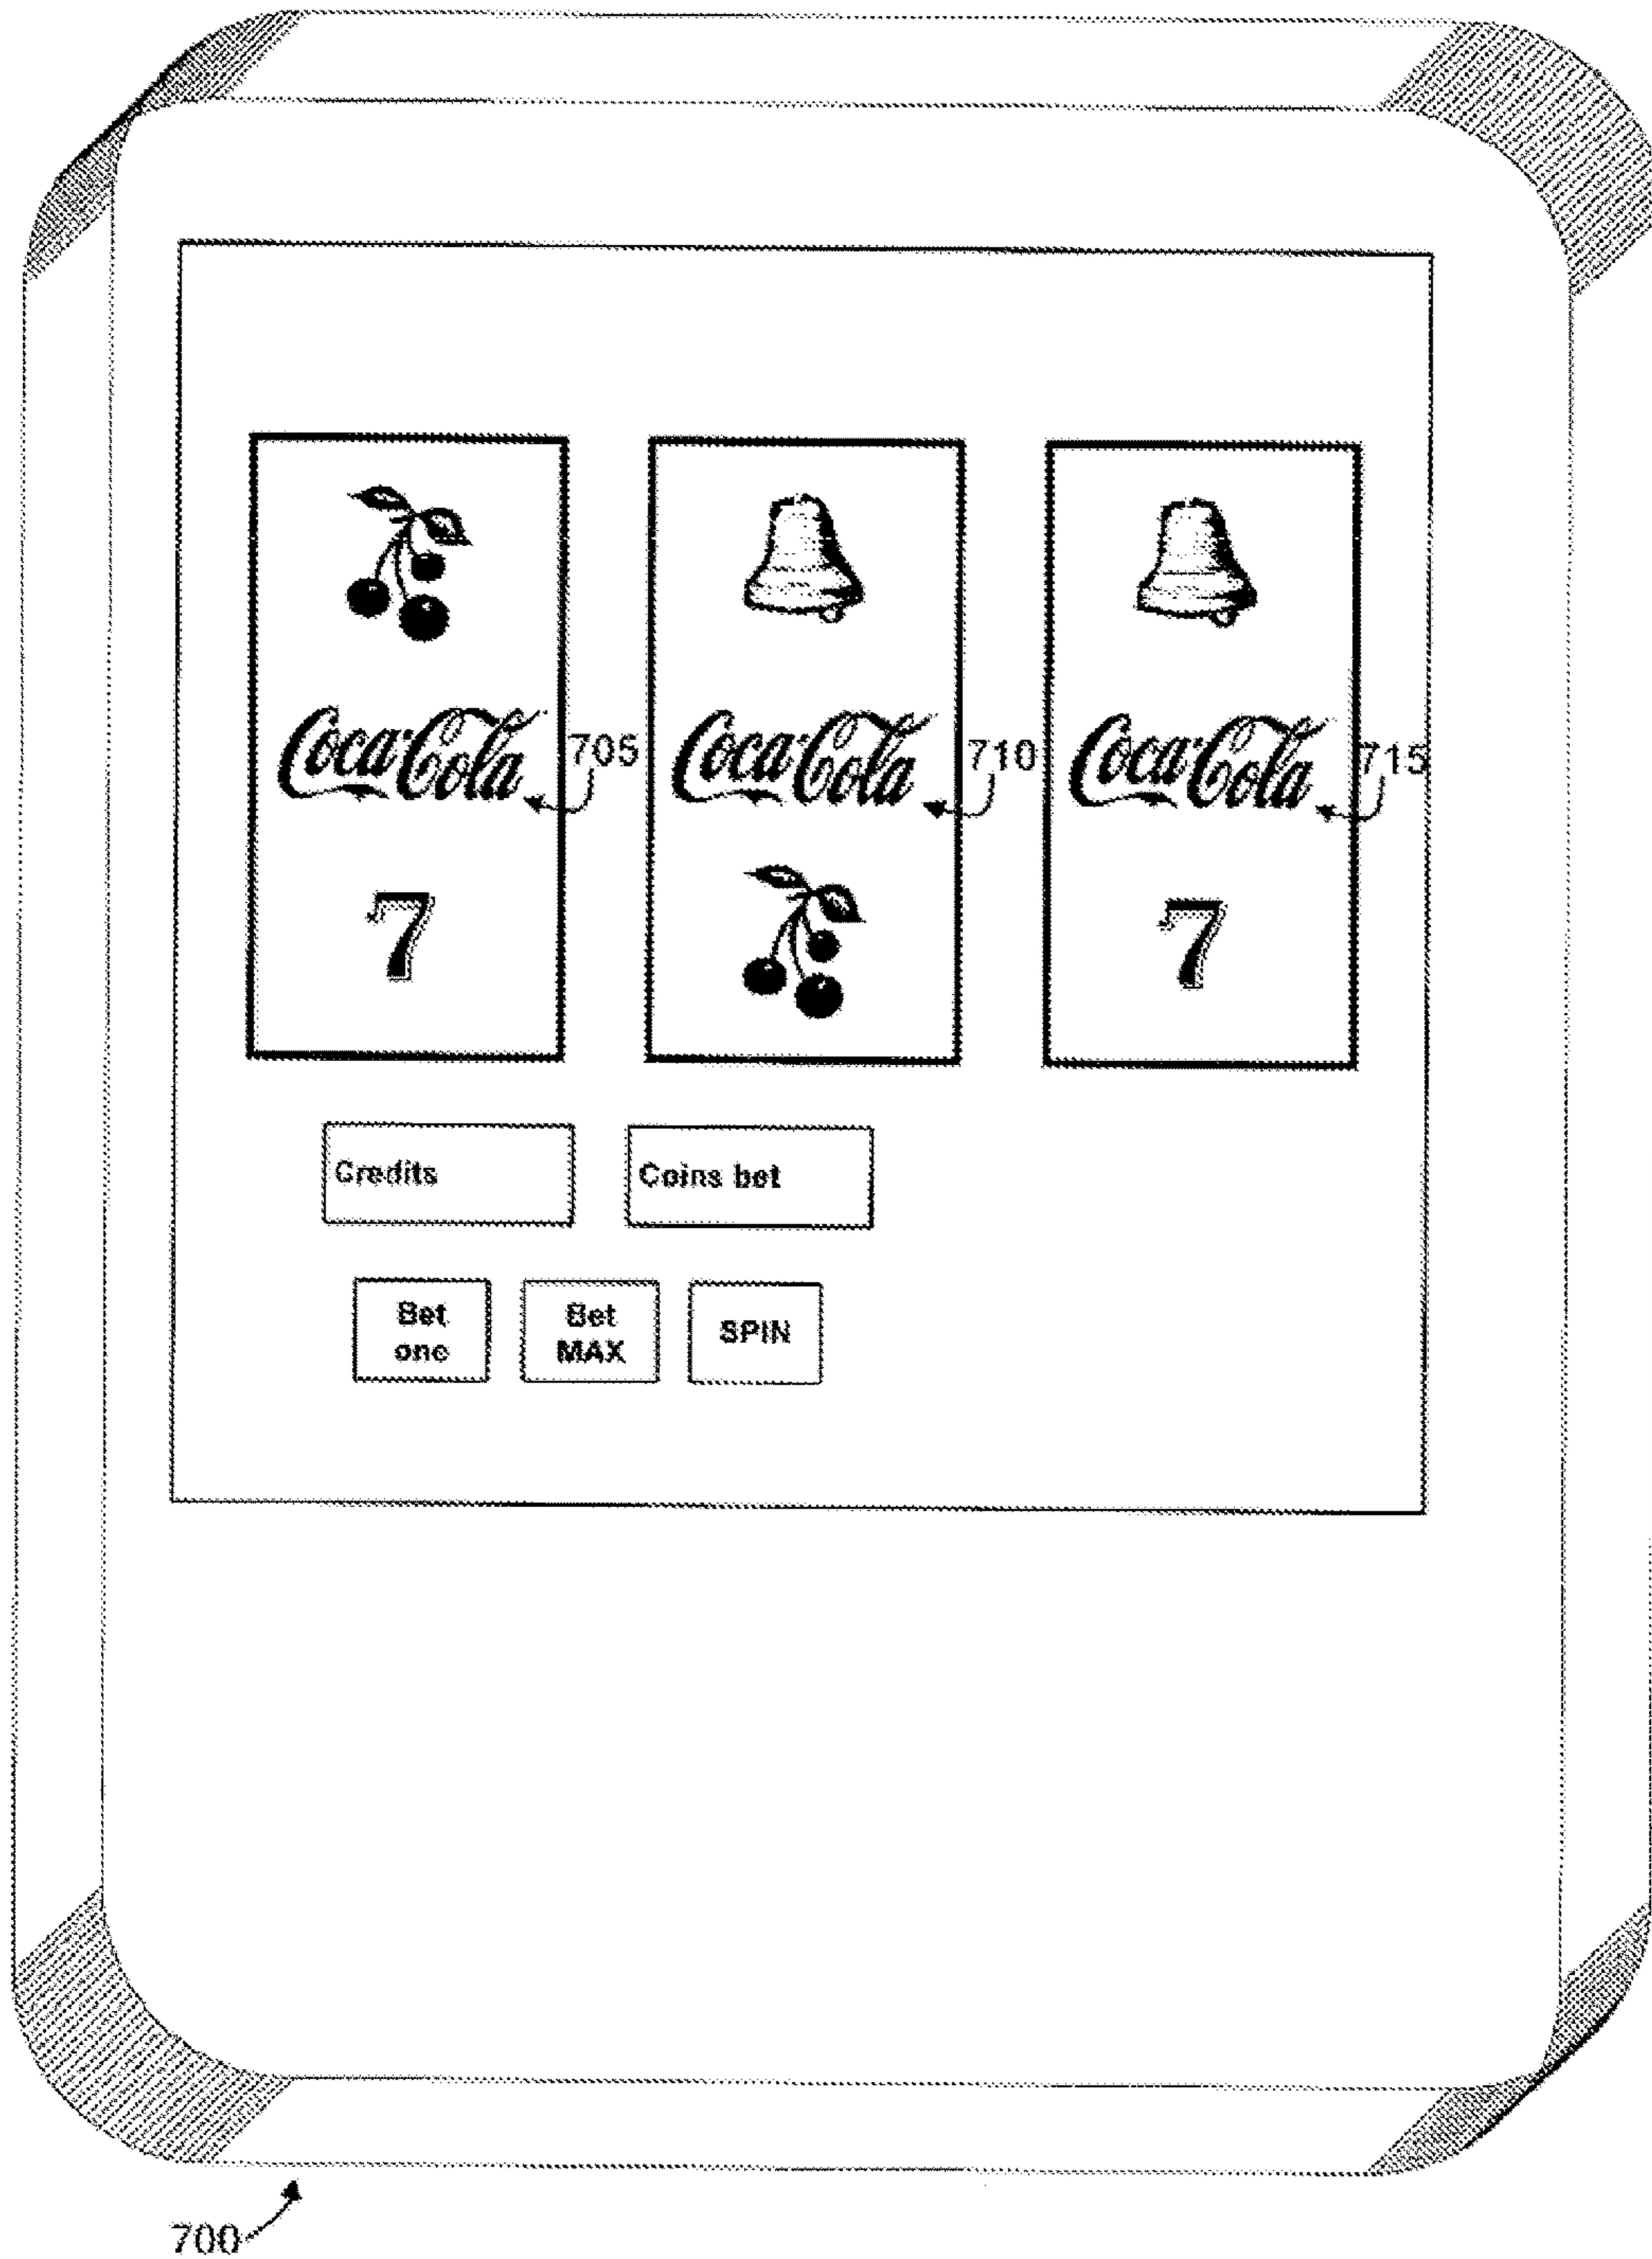 Coca-Cola 705 Coca-Cola 710 Coca-Cola 715
7 7
Credits Coins bet
Bet one Bet MAX SPIN
700